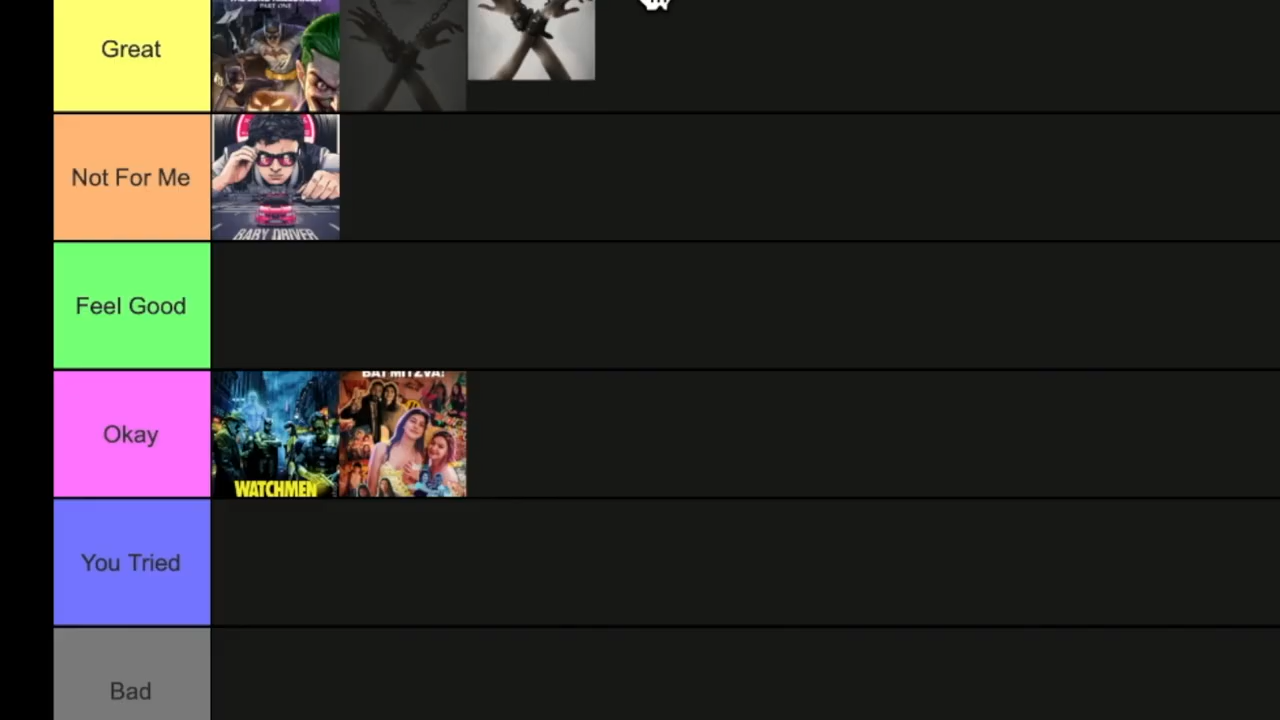 PART ONE
Great
Not For Me
BABY DRIVER
Feel Good
BAT MITZVA!
Okay
WATCHMEN
You Tried
Bad